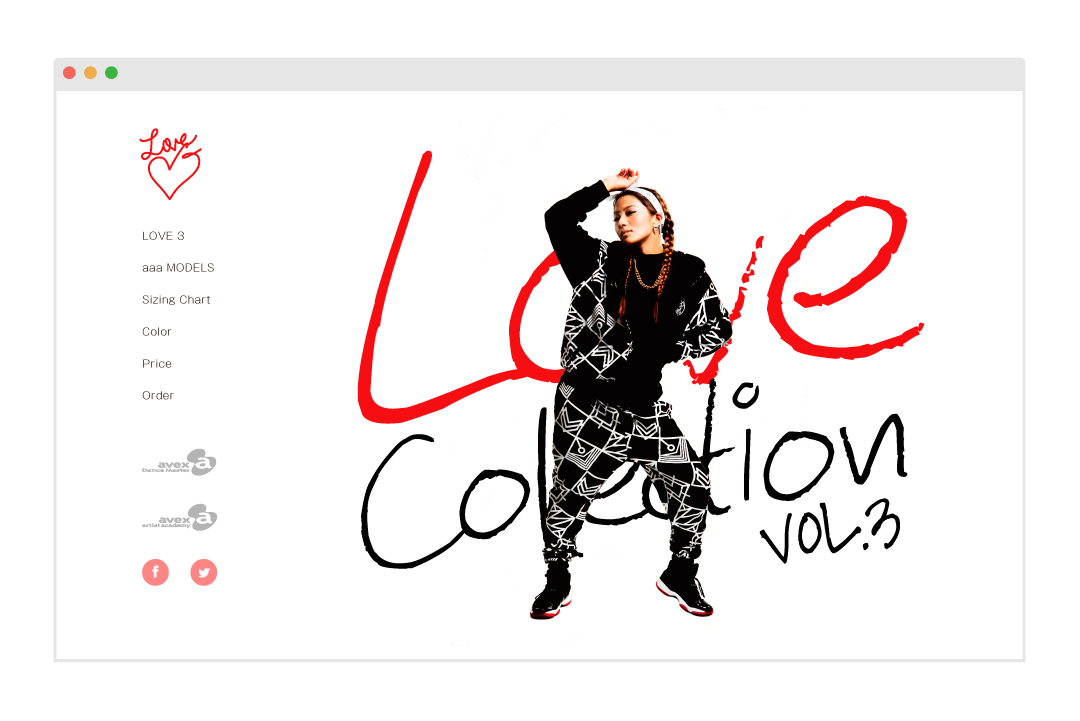 Love
LOVE 3
aaa MODELS
Sizing Chart
Color
Price
Order
avex a
Dance Master
avex a
artist academy
f
Love
Colection
VOL.3